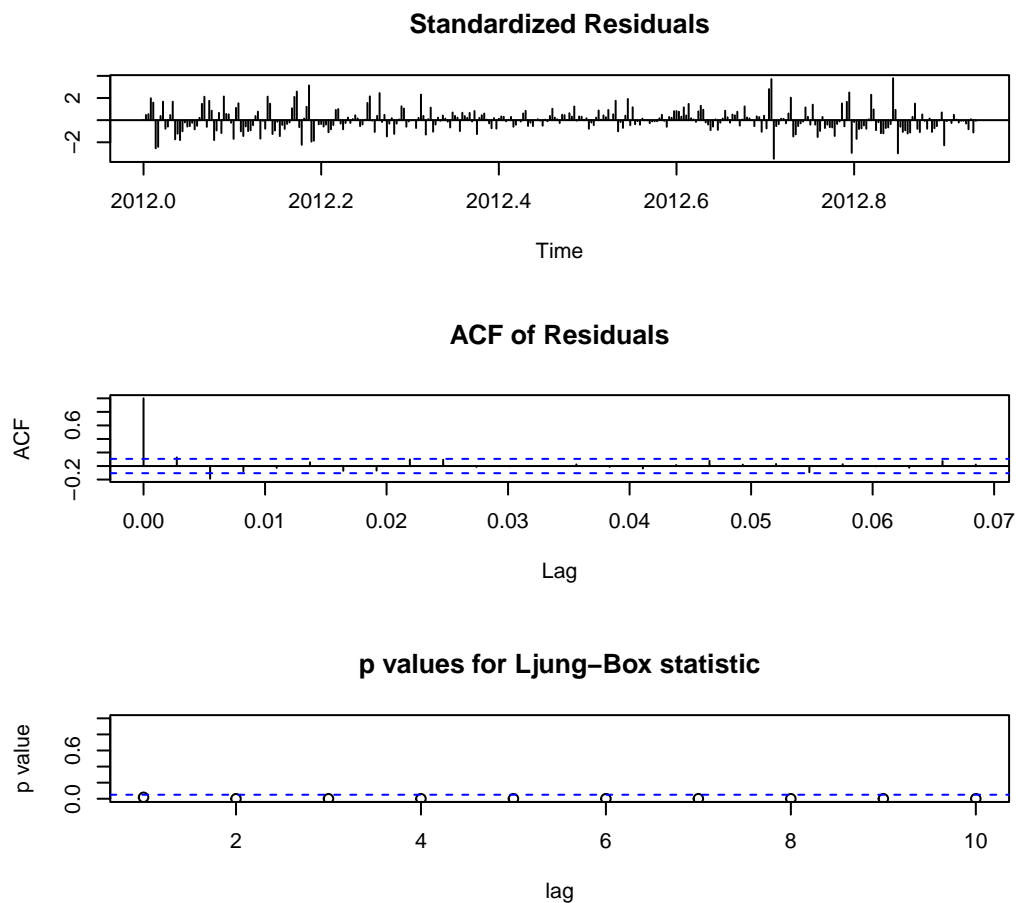 Standardized Residuals
2
−2
2012.0 2012.2 2012.4 2012.6 2012.8
Time
ACF of Residuals
ACF
0.6
−0.2
0.00 0.01 0.02 0.03 0.04 0.05 0.06 0.07
Lag
p values for Ljung−Box statistic
p value
0.6
0.0
2 4 6 8 10
lag